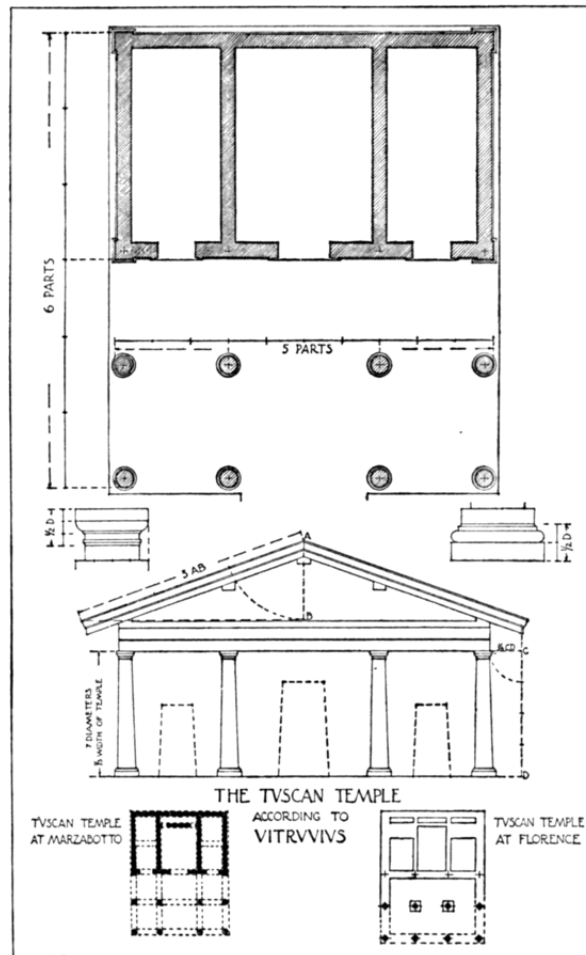 6 PARTS
5 PARTS
½ D
½ D
3 AB
A
B
¼ CD
C
D
7 DIAMETERS
⅓ WIDTH OF TEMPLE
THE TVSCAN TEMPLE
ACCORDING TO
VITRVVIVS
TVSCAN TEMPLE
AT MARZABOTTO
TVSCAN TEMPLE
AT FLORENCE